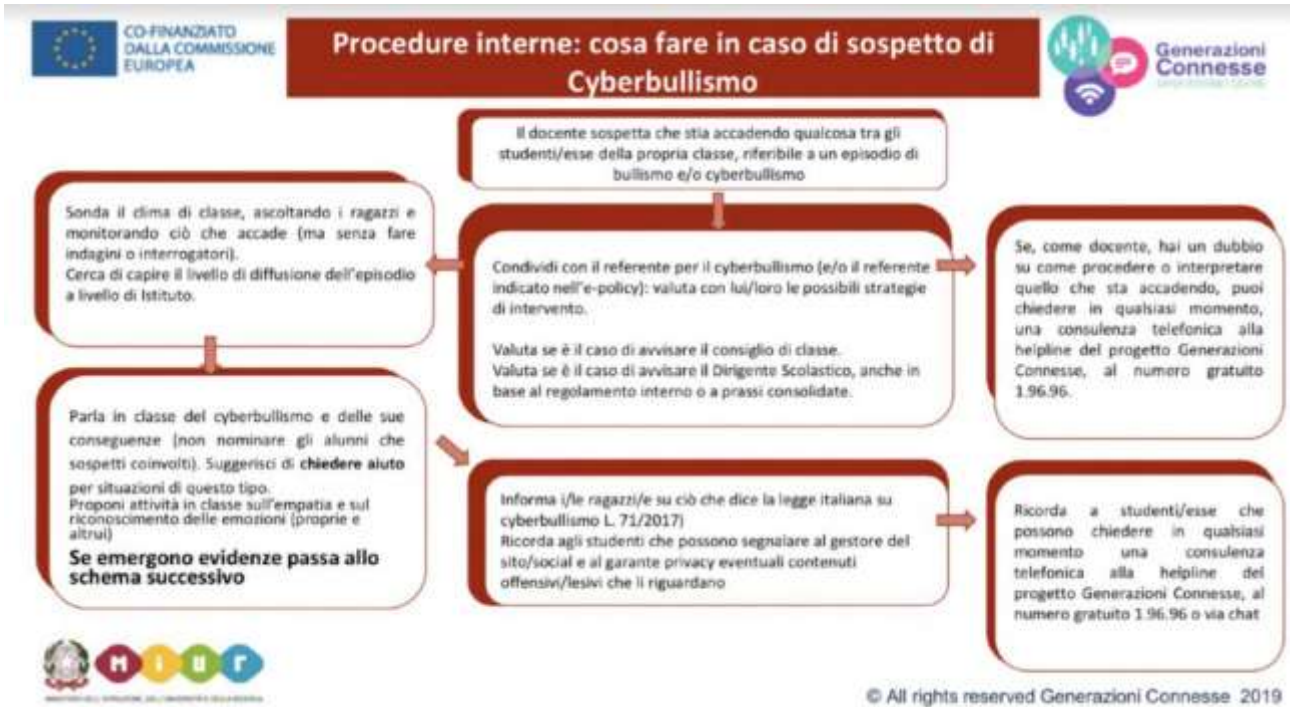 CO-FINANZIATO
DALLA COMMISSIONE
EUROPEA
Procedure interne: cosa fare in caso di sospetto di
Cyberbullismo
Generazioni
Connesse
Il docente sospetta che stia accadendo qualcosa tra gli
studenti/esse della propria classe, riferibile a un episodio di
bullismo e/o cyberbullismo
Sonda il clima di classe, ascoltando i ragazzi e
monitorando ciò che accade (ma senza fare
indagini o interrogatori).
Cerca di capire il livello di diffusione dell'episodio
a livello di Istituto.
Condividi con il referente per il cyberbullismo (e/o il referente
indicato nell'e-policy): valuta con lui/loro le possibili strategie
di intervento.
Valuta se è il caso di avvisare il consiglio di classe.
Valuta se è il caso di avvisare il Dirigente Scolastico, anche in
base al regolamento interno o a prassi consolidate.
Se, come docente, hai un dubbio
su come procedere o interpretare
quello che sta accadendo, puoi
chiedere in qualsiasi momento,
una consulenza telefonica alla
helpline del progetto Generazioni
Connesse, al numero gratuito
1.96.96.
Parla in classe del cyberbullismo e delle sue
conseguenze (non nominare gli alunni che
sospetti coinvolti). Suggerisci di chiedere aiuto
per situazioni di questo tipo.
Proponi attività in classe sull'empatia e sul
riconoscimento delle emozioni (proprie e
altrui)
Se emergono evidenze passa allo
schema successivo
Informa i/le ragazzi/e su ciò che dice la legge italiana su
cyberbullismo L. 71/2017)
Ricorda agli studenti che possono segnalare al gestore del
sito/social e al garante privacy eventuali contenuti
offensivi/lesivi che li riguardano
Ricorda a studenti/esse che
possono chiedere in qualsiasi
momento una consulenza
telefonica alla helpline del
progetto Generazioni Connesse, al
numero gratuito 1.96.96 o via chat
MIUR
© All rights reserved Generazioni Connesse 2019